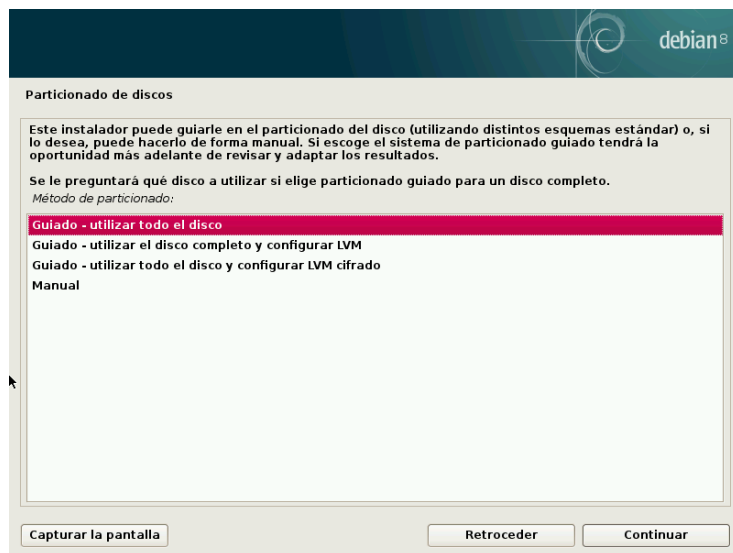 debian 8
Particionado de discos
Este instalador puede guiarle en el particionado del disco (utilizando distintos esquemas estándar) o, si
lo desea, puede hacerlo de forma manual. Si escoge el sistema de particionado guiado tendrá la
oportunidad más adelante de revisar y adaptar los resultados.
Se le preguntará qué disco a utilizar si elige particionado guiado para un disco completo.
Método de particionado:
Guiado - utilizar todo el disco
Guiado - utilizar el disco completo y configurar LVM
Guiado - utilizar todo el disco y configurar LVM cifrado
Manual
Capturar la pantalla
Retroceder
Continuar